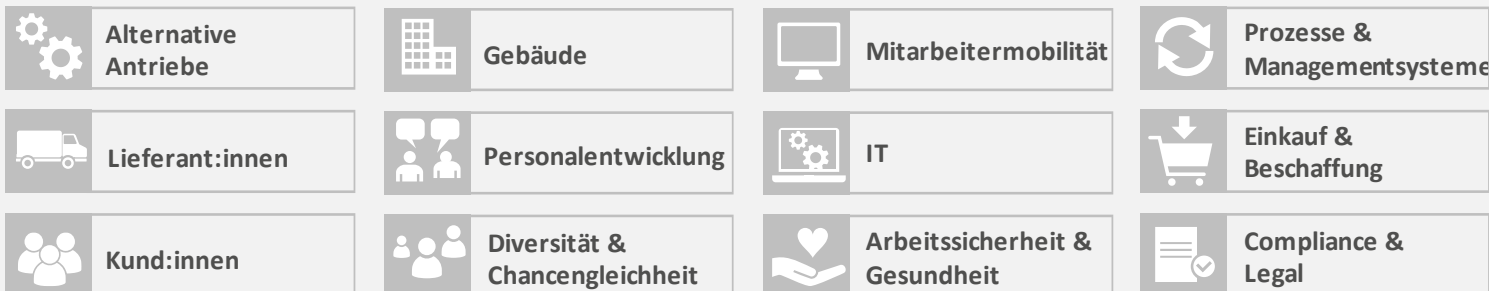 Alternative
Antriebe
Gebäude
Mitarbeitermobilität
Prozesse &
Managementsysteme
Lieferant:innen
Personalentwicklung
IT
Einkauf &
Beschaffung
Kund:innen
Diversität &
Chancengleichheit
Arbeitssicherheit &
Gesundheit
Compliance &
Legal